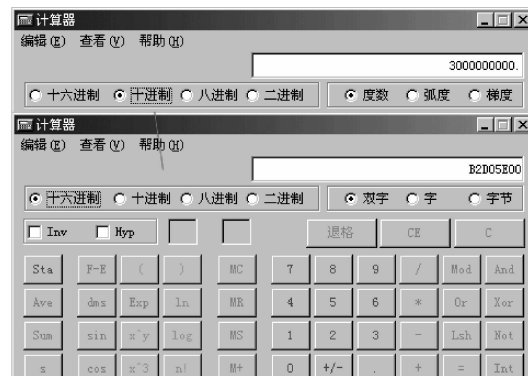 计算器
编辑(E) 查看(V) 帮助(H)
3000000000.
十六进制 十进制 八进制 二进制 度数 弧度 梯度
计算器
编辑(E) 查看(V) 帮助(H)
B2D05E00
十六进制 十进制 八进制 二进制 双字 字 字节
Inv Hyp 退格 CE C
Sta F-E ( ) MC 7 8 9 / Mod And
Ave dms Exp ln MR 4 5 6 * Or Xor
Sum sin x^y log MS 1 2 3 - Lsh Not
s cos x^3 n! M+ 0 +/- . + = Int